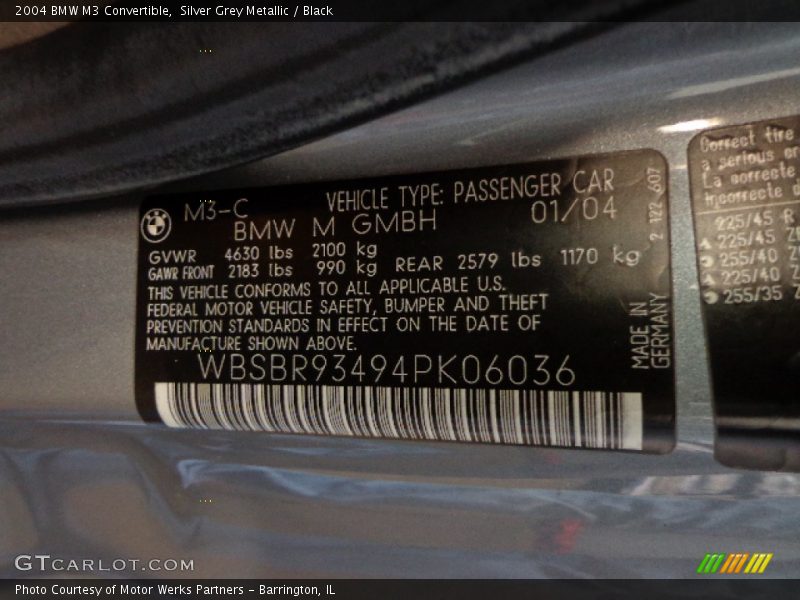 2004 BMW M3 Convertible,  Silver Grey Metallic / Black
M3-C
VEHICLE TYPE: PASSENGER CAR
BMW M GMBH
01/04
GVWR 4630 lbs 2100 kg
GAWR FRONT 2183 lbs 990 kg REAR 2579 lbs 1170 kg
THIS VEHICLE CONFORMS TO ALL APPLICABLE U.S.
FEDERAL MOTOR VEHICLE SAFETY, BUMPER AND THEFT
PREVENTION STANDARDS IN EFFECT ON THE DATE OF
MANUFACTURE SHOWN ABOVE.
WBSBR93494PK06036
2 122 607
MADE IN
GERMANY
Correct tire
a serious
La correcte
incorrecte
225/45 R
225/45
255/40
225/40
255/35
GTcarlot.com
Photo Courtesy of Motor Werks Partners – Barrington, IL